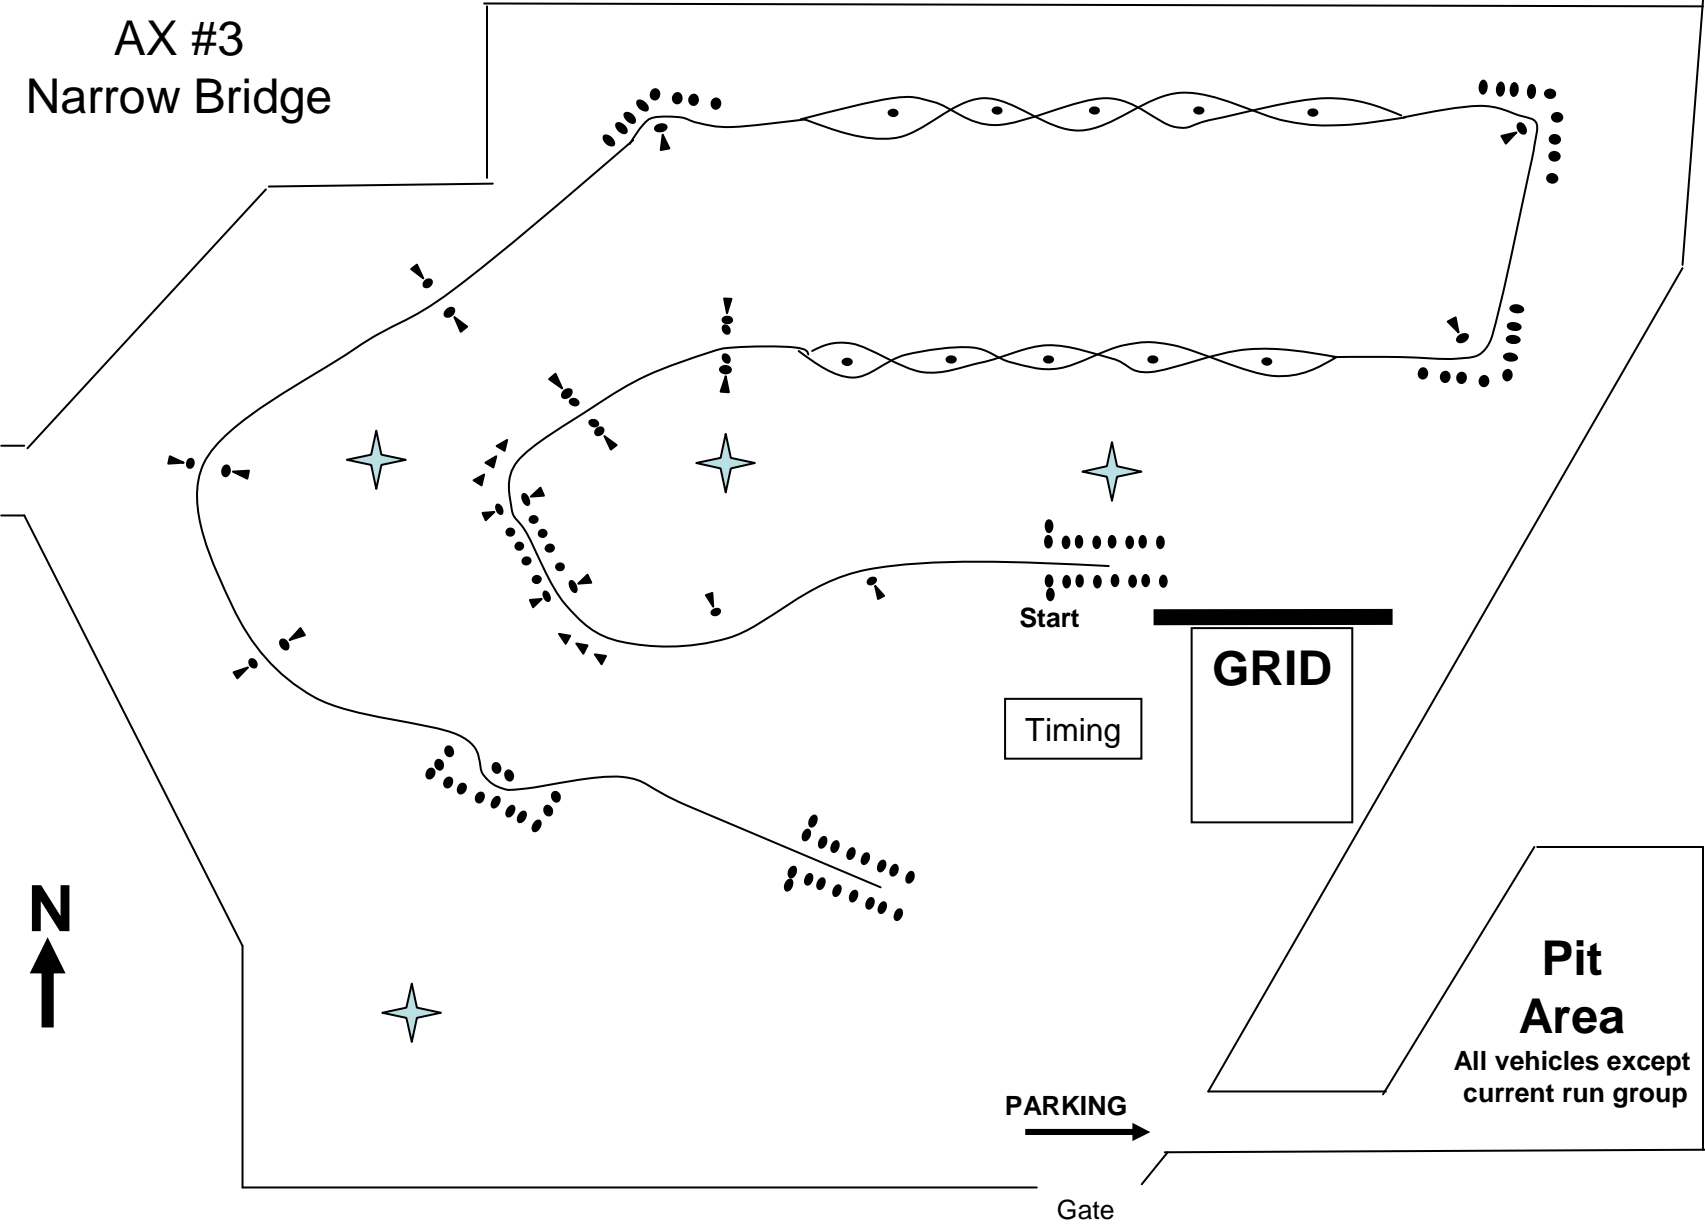 AX #3
Narrow Bridge
Start
GRID
Timing
N
Pit
Area
All vehicles except
current run group
PARKING
Gate